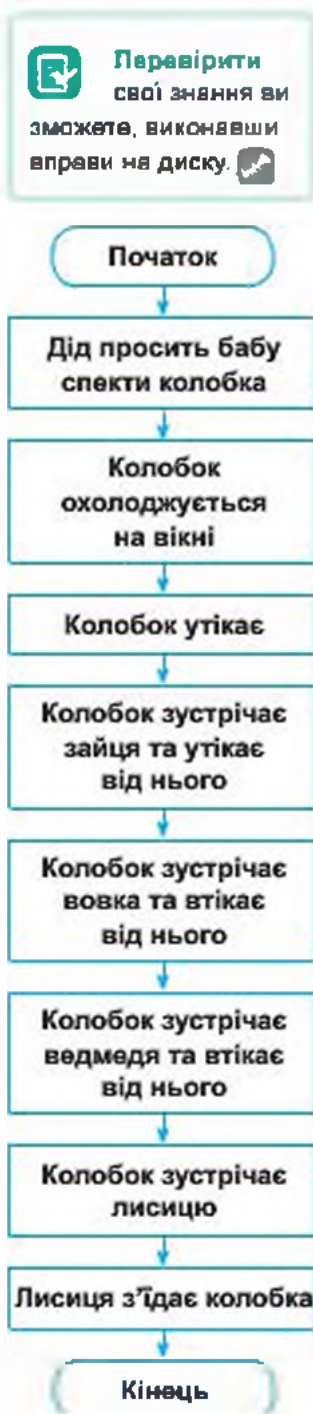 Перевірити
свої знання ви
зможете, виконавши
вправи на диску.
Початок
Дід просить бабу
спекти колобка
Колобок
охолоджується
на вікні
Колобок утікає
Колобок зустрічає
зайця та утікає
від нього
Колобок зустрічає
вовка та втікає
від нього
Колобок зустрічає
ведмедя та втікає
від нього
Колобок зустрічає
лисицю
Лисиця з'їдає колобка
Кінець